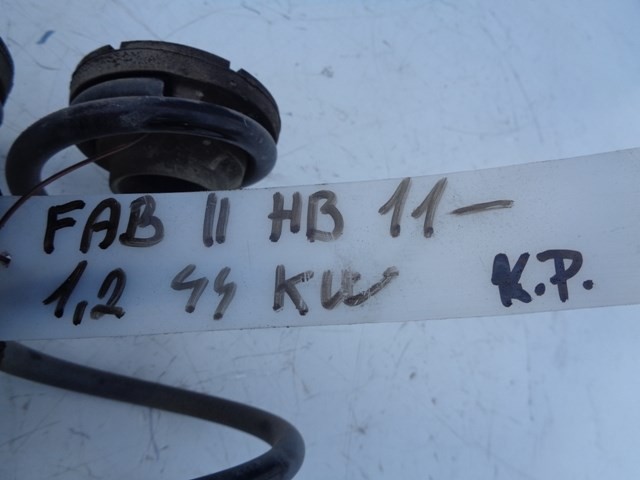 FAB II HB 11-
1,2 44 KW K.P.